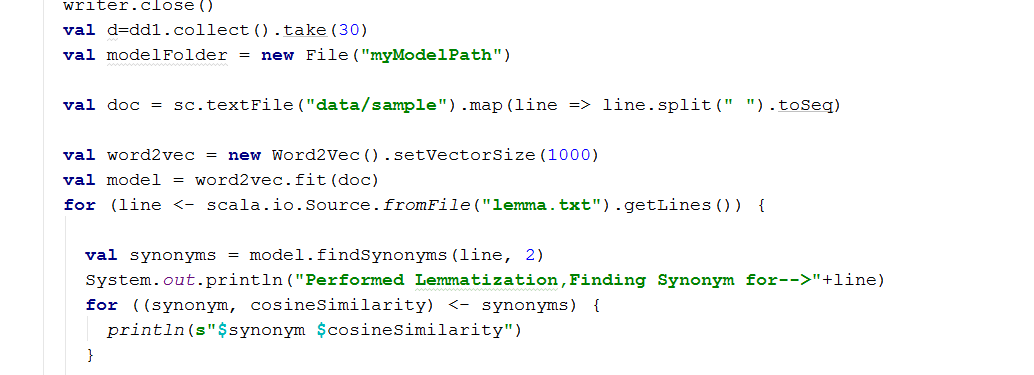 writer.close()
val d=dd1.collect().take(30)
val modelFolder = new File("myModelPath")
val doc = sc.textFile("data/sample").map(line => line.split(" ").toSeq)
val word2vec = new Word2Vec().setVectorSize(1000)
val model = word2vec.fit(doc)
for (line <- scala.io.Source.fromFile("lemma.txt").getLines()) {
val synonyms = model.findSynonyms(line, 2)
System.out.println("Performed Lemmatization,Finding Synonym for-->"+line)
for ((synonym, cosineSimilarity) <- synonyms) {
println(s"$synonym $cosineSimilarity")
}